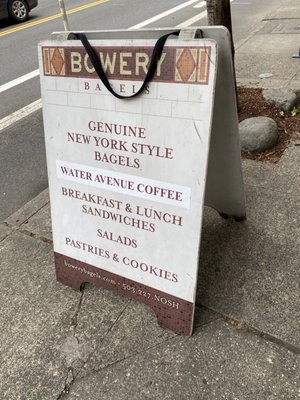 BOWERY
BAGELS
GENUINE
NEW YORK STYLE
BAGELS
WATER AVENUE COFFEE
BREAKFAST & LUNCH
SANDWICHES
SALADS
PASTRIES & COOKIES
bowerybagels.com · 503.227.NOSH